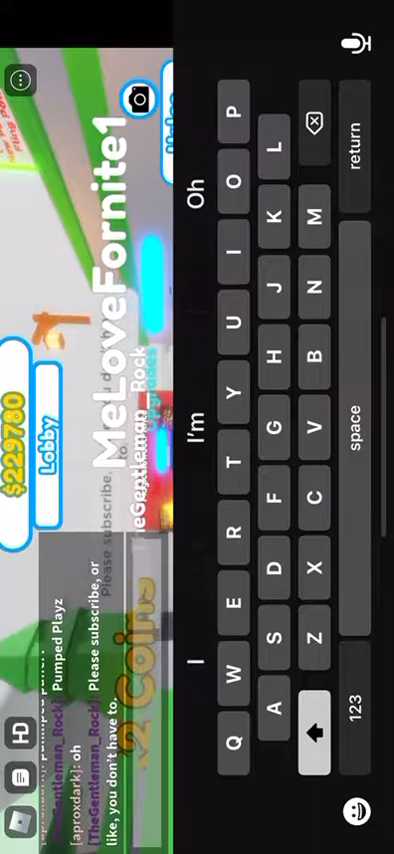 HD
$229780
Lobby
MeLoveFornite1
TheGentleman_Rock
Upgrades
Please subscribe.
[TheGentleman_Rock]: Pumped Playz
[aproxdark]: oh
[TheGentleman_Rock]: Please subscribe, or
like, you don't have to.
2 Coins
I
I'm
Oh
Q W E R T Y U I O P
A S D F G H J K L
Z X C V B N M
123
space
return